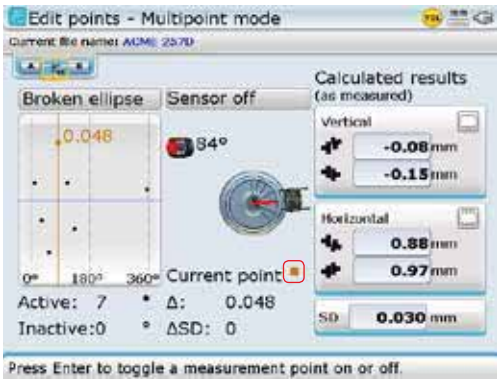 Edit points - Multipoint mode
Current file name: ACME 257D
Calculated results
(as measured)
Broken ellipse
Sensor off
Vertical
0.048
84°
-0.08 mm
-0.15 mm
Horizontal
0.88 mm
0.97 mm
0° 180° 360°
Current point
Active: 7
Δ: 0.048
Inactive:0
ΔSD: 0
SD 0.030 mm
Press Enter to toggle a measurement point on or off.